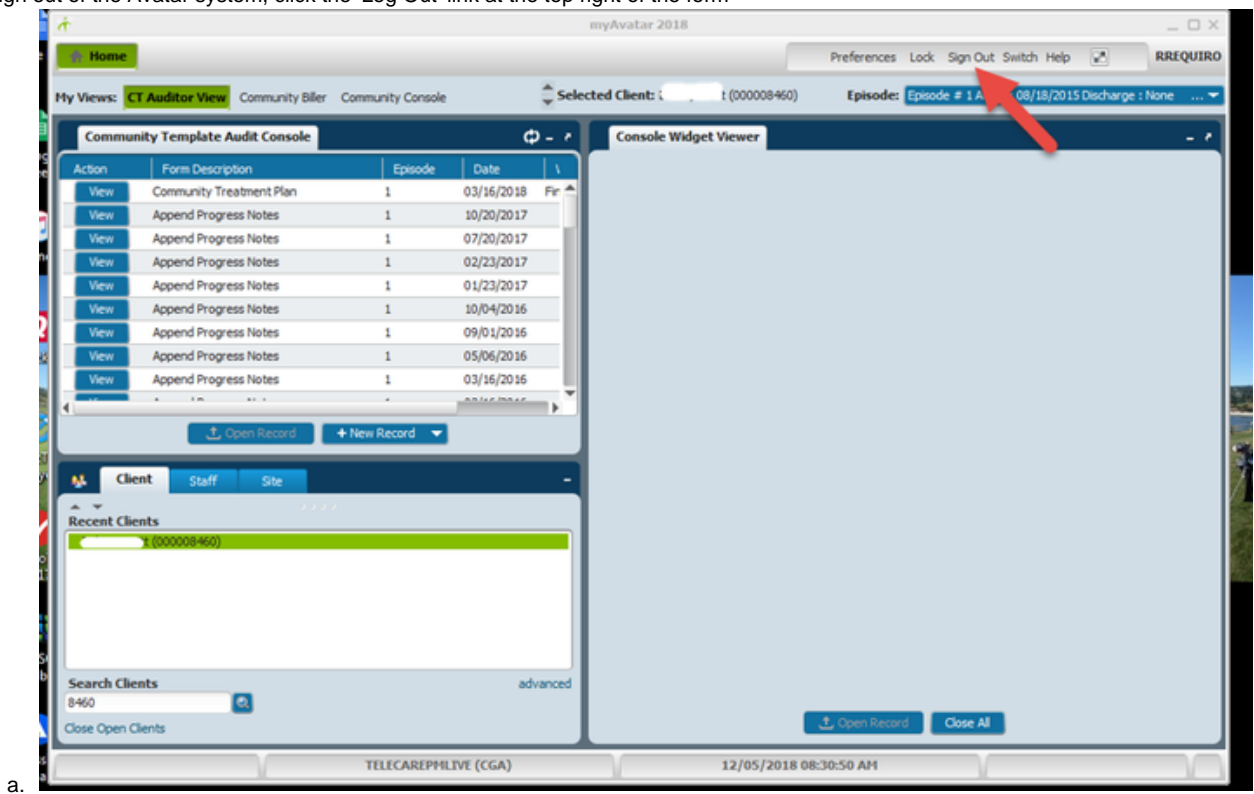 myAvatar 2018
Home
Preferences Lock Sign Out Switch Help RREQUIRO
My Views: CT Auditor View Community Biller Community Console Selected Client: t (000008460) Episode: Episode # 1 A 08/18/2015 Discharge : None ...
Community Template Audit Console
Console Widget Viewer
Action Form Description Episode Date
View Community Treatment Plan 1 03/16/2018 Fir
View Append Progress Notes 1 10/20/2017
View Append Progress Notes 1 07/20/2017
View Append Progress Notes 1 02/23/2017
View Append Progress Notes 1 01/23/2017
View Append Progress Notes 1 10/04/2016
View Append Progress Notes 1 09/01/2016
View Append Progress Notes 1 05/06/2016
View Append Progress Notes 1 03/16/2016
Open Record + New Record
Client Staff Site
Recent Clients
t (000008460)
Search Clients advanced
8460
Close Open Clients
Open Record Close All
TELECAREPMLIVE (CGA) 12/05/2018 08:30:50 AM
a.